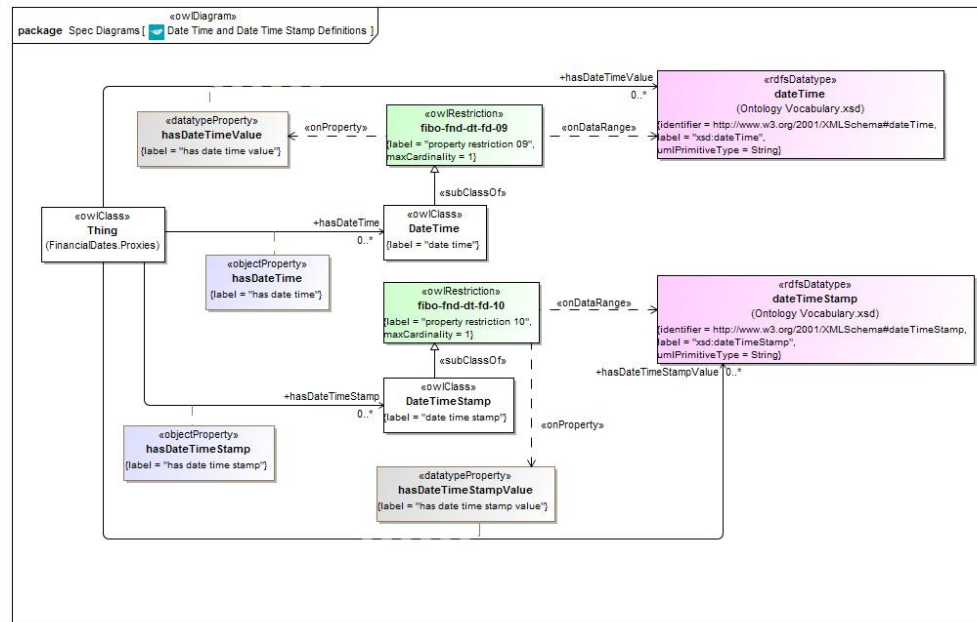 «owlDiagram»
package Spec Diagrams [ Date Time and Date Time Stamp Definitions ]
+hasDateTimeValue
0..*
«rdfsDatatype»
dateTime
(Ontology Vocabulary.xsd)
{identifier = http://www.w3.org/2001/XMLSchema#dateTime,
label = "xsd:dateTime",
umlPrimitiveType = String}
«datatypeProperty»
hasDateTimeValue
{label = "has date time value"}
«onProperty»
«owlRestriction»
fibo-fnd-dt-fd-09
{label = "property restriction 09",
maxCardinality = 1}
«onDataRange»
«subClassOf»
«owlClass»
Thing
(FinancialDates.Proxies)
+hasDateTime
0..*
«owlClass»
DateTime
{label = "date time"}
«objectProperty»
hasDateTime
{label = "has date time"}
«owlRestriction»
fibo-fnd-dt-fd-10
{label = "property restriction 10",
maxCardinality = 1}
«onDataRange»
«rdfsDatatype»
dateTimeStamp
(Ontology Vocabulary.xsd)
{identifier = http://www.w3.org/2001/XMLSchema#dateTimeStamp,
label = "xsd:dateTimeStamp",
umlPrimitiveType = String}
«subClassOf»
+hasDateTimeStampValue 0..*
+hasDateTimeStamp
0..*
«owlClass»
DateTimeStamp
{label = "date time stamp"}
«onProperty»
«objectProperty»
hasDateTimeStamp
{label = "has date time stamp"}
«datatypeProperty»
hasDateTimeStampValue
{label = "has date time stamp value"}